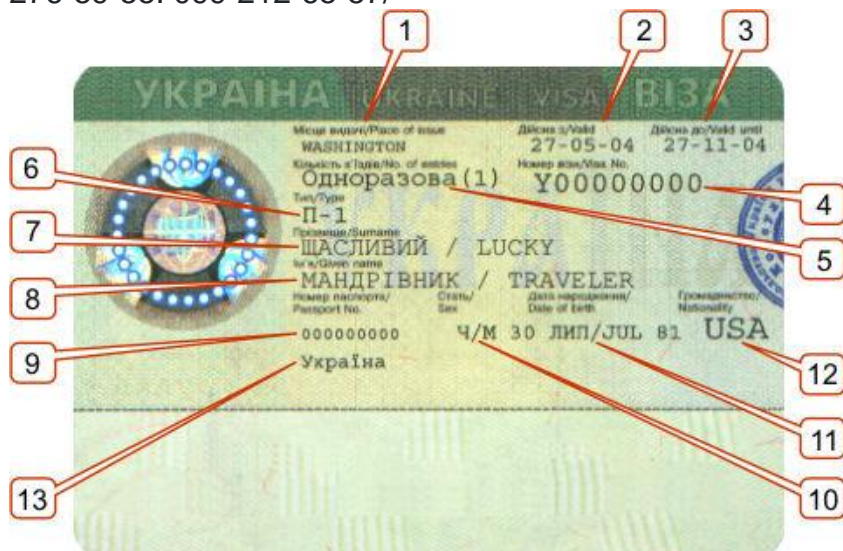 1 2 3
УКРАЇНА UKRAINE VISA ВІЗА
Місце видачі/Place of issue Дійсна з/Valid Дійсна до/Valid until
WASHINGTON 27-05-04 27-11-04
Кількість в'їздів/No. of entries Номер візи/Visa No.
Одноразова(1) Y00000000
6 4
Тип/Type
П-1
7 5
Прізвище/Surname
ЩАСЛИВИЙ / LUCKY
8
Ім'я/Given name
МАНДРІВНИК / TRAVELER
Номер паспорта/ Стать/ Дата народження/ Громадянство/
Passport No. Sex Date of birth Nationality
9 000000000 Ч/М 30 ЛИП/JUL 81 USA
12
Україна
11
13 10